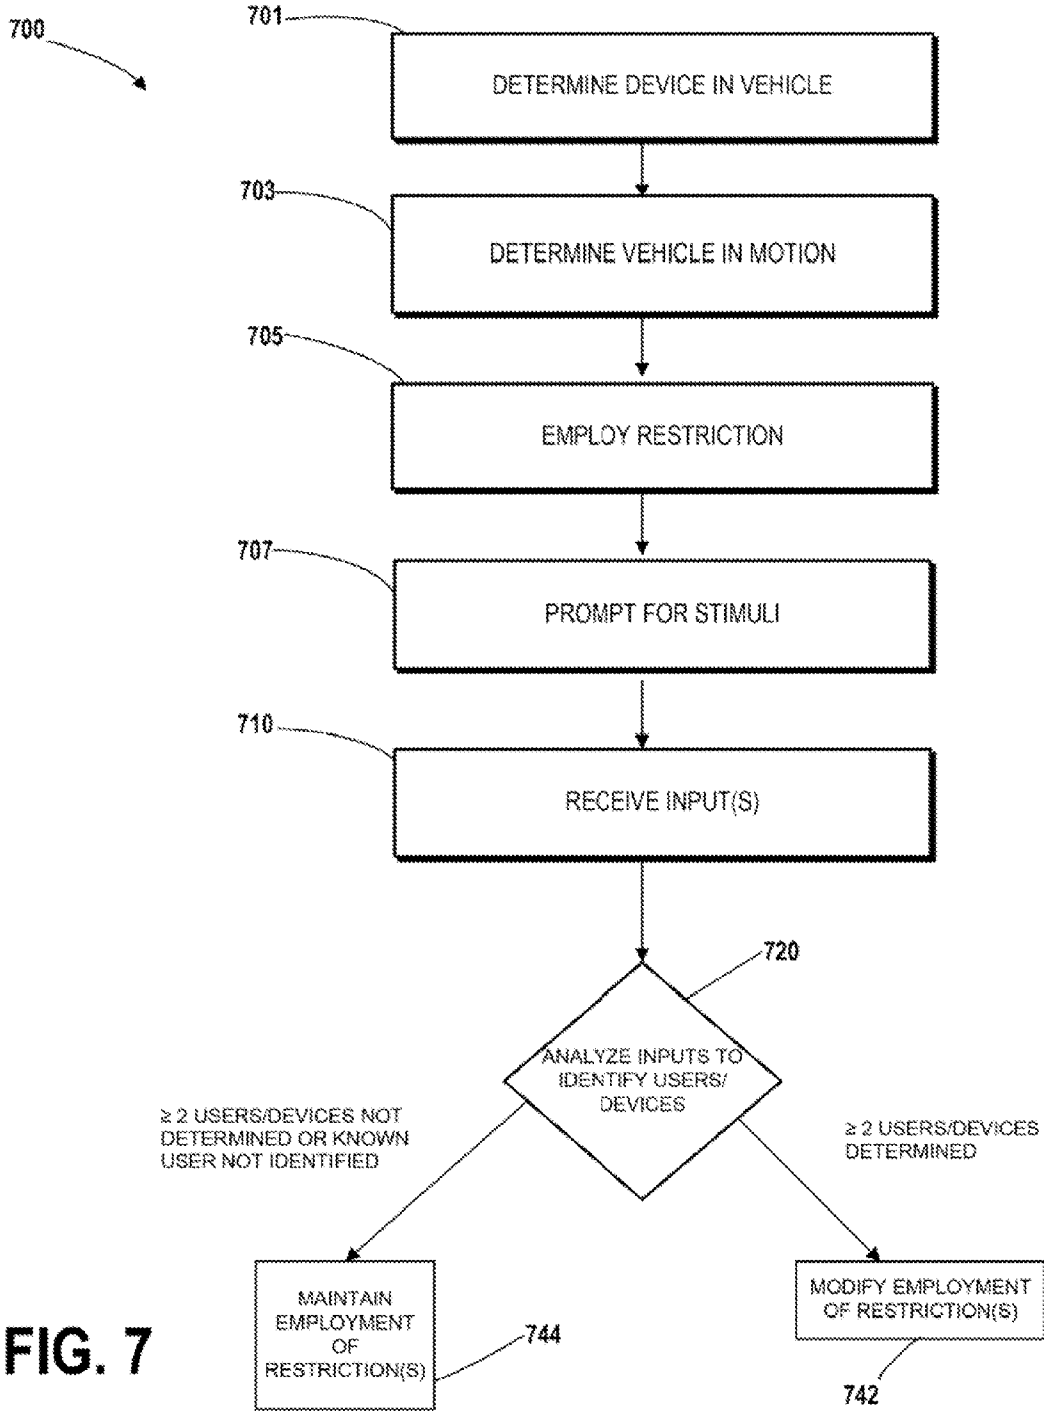 700
701
DETERMINE DEVICE IN VEHICLE
703
DETERMINE VEHICLE IN MOTION
705
EMPLOY RESTRICTION
707
PROMPT FOR STIMULI
710
RECEIVE INPUT(S)
720
ANALYZE INPUTS TO
IDENTIFY USERS/
DEVICES
≥ 2 USERS/DEVICES NOT
DETERMINED OR KNOWN
USER NOT IDENTIFIED
≥ 2 USERS/DEVICES
DETERMINED
MAINTAIN
EMPLOYMENT
OF
RESTRICTION(S)
744
MODIFY EMPLOYMENT
OF RESTRICTION(S)
742
FIG. 7